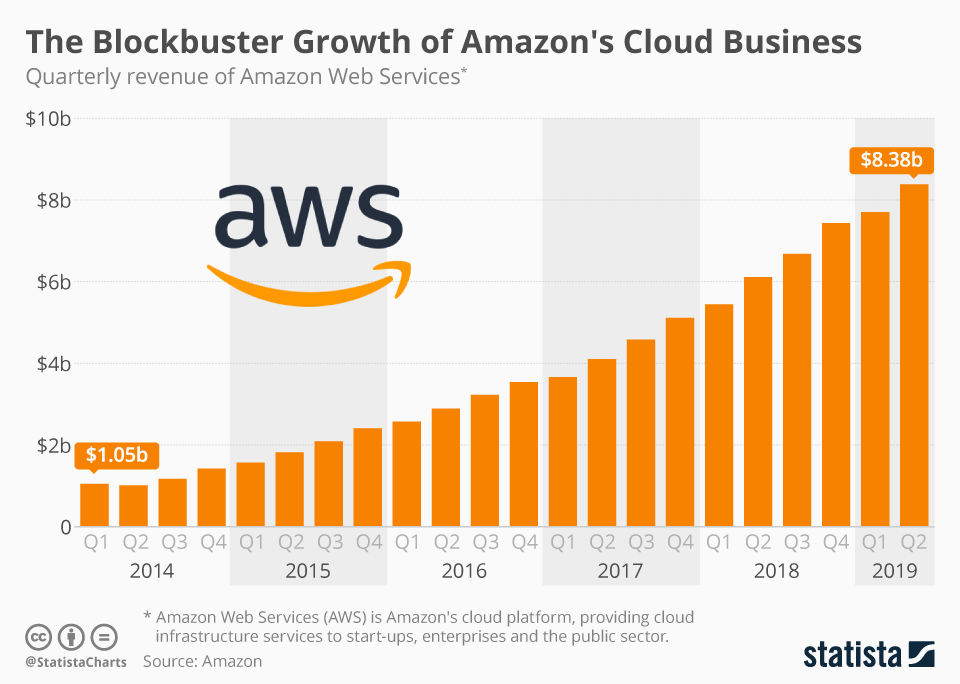 The Blockbuster Growth of Amazon's Cloud Business
Quarterly revenue of Amazon Web Services*
$10b
$8b
$6b
$4b
$2b
0
aws
$1.05b
$8.38b
Q1 Q2 Q3 Q4 Q1 Q2 Q3 Q4 Q1 Q2 Q3 Q4 Q1 Q2 Q3 Q4 Q1 Q2 Q3 Q4 Q1 Q2
2014 2015 2016 2017 2018 2019
* Amazon Web Services (AWS) is Amazon's cloud platform, providing cloud
infrastructure services to start-ups, enterprises and the public sector.
cc
@StatistaCharts
Source: Amazon
statista